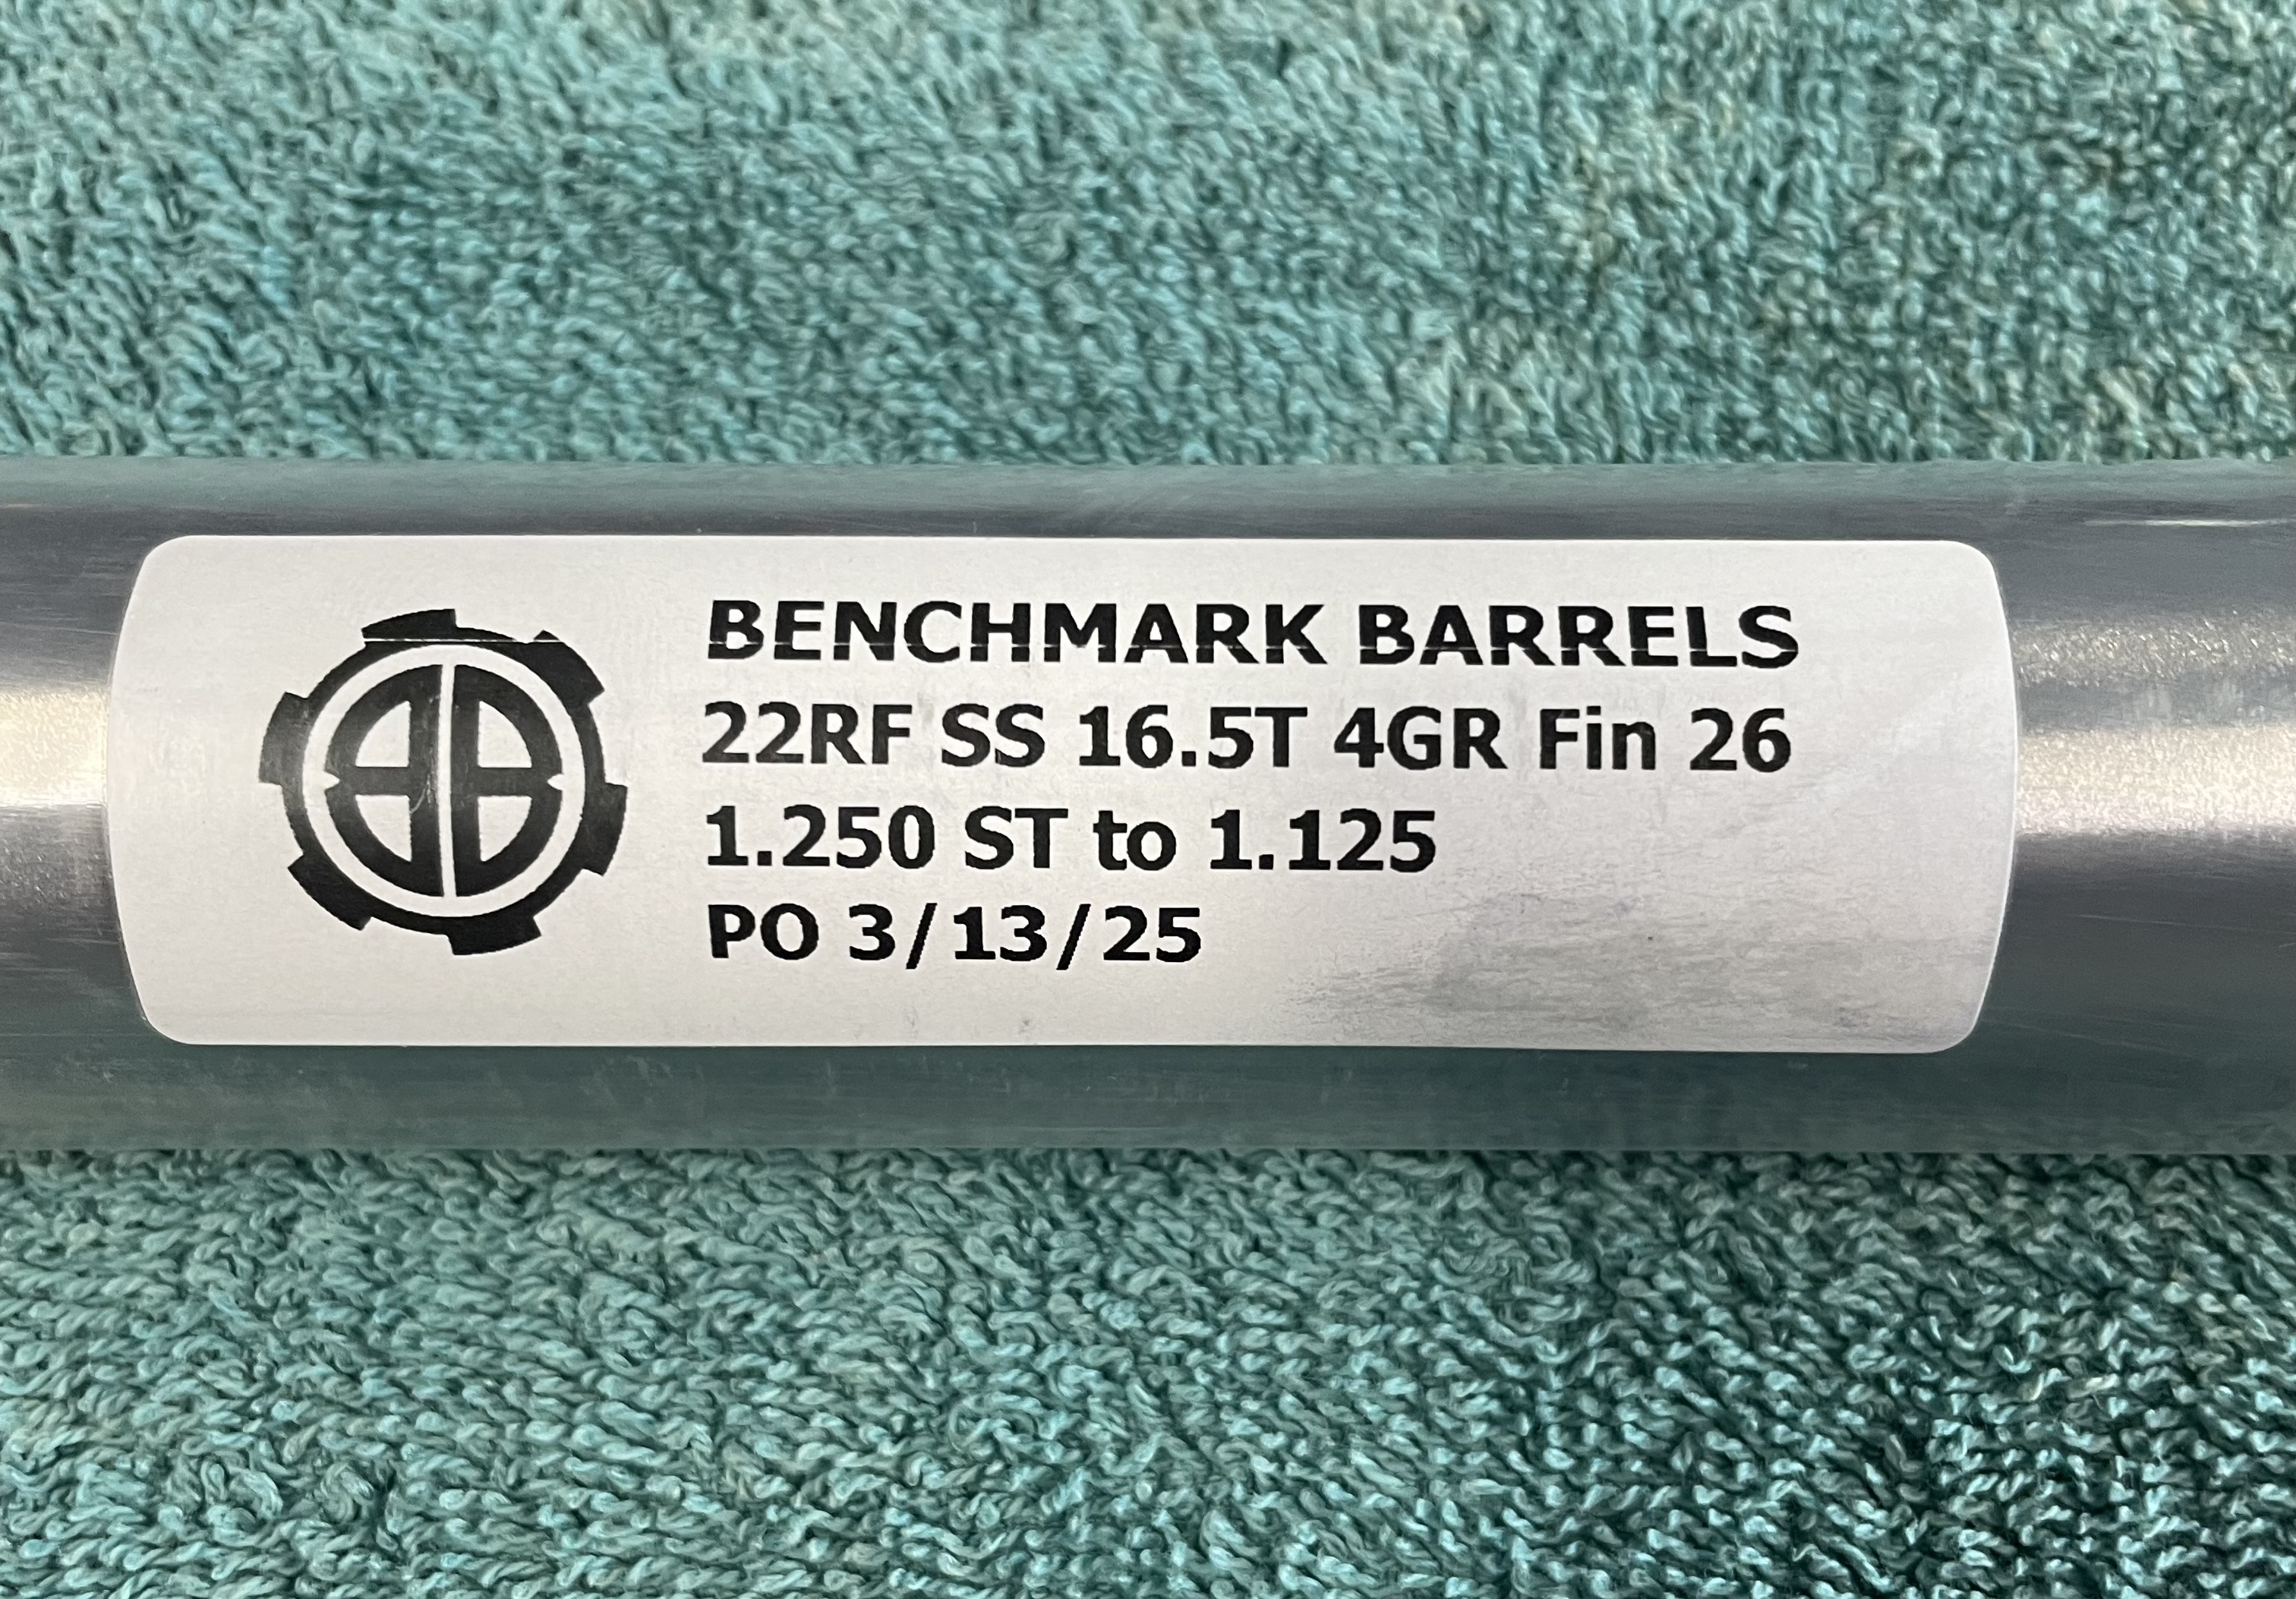 BENCHMARK BARRELS
22RF SS 16.5T 4GR Fin 26
1.250 ST to 1.125
PO 3/13/25